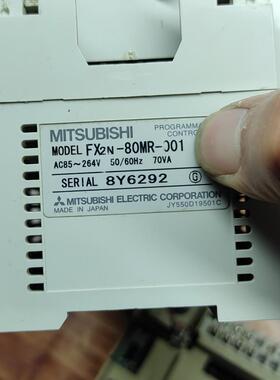 MITSUBISHI
PROGRAMMA
CONTRO
MODEL FX2N-80MR-001
AC85~264V 50/60Hz 70VA
SERIAL 8Y6292 G
MITSUBISHI ELECTRIC CORPORATION
MADE IN JAPAN JY550D19501C